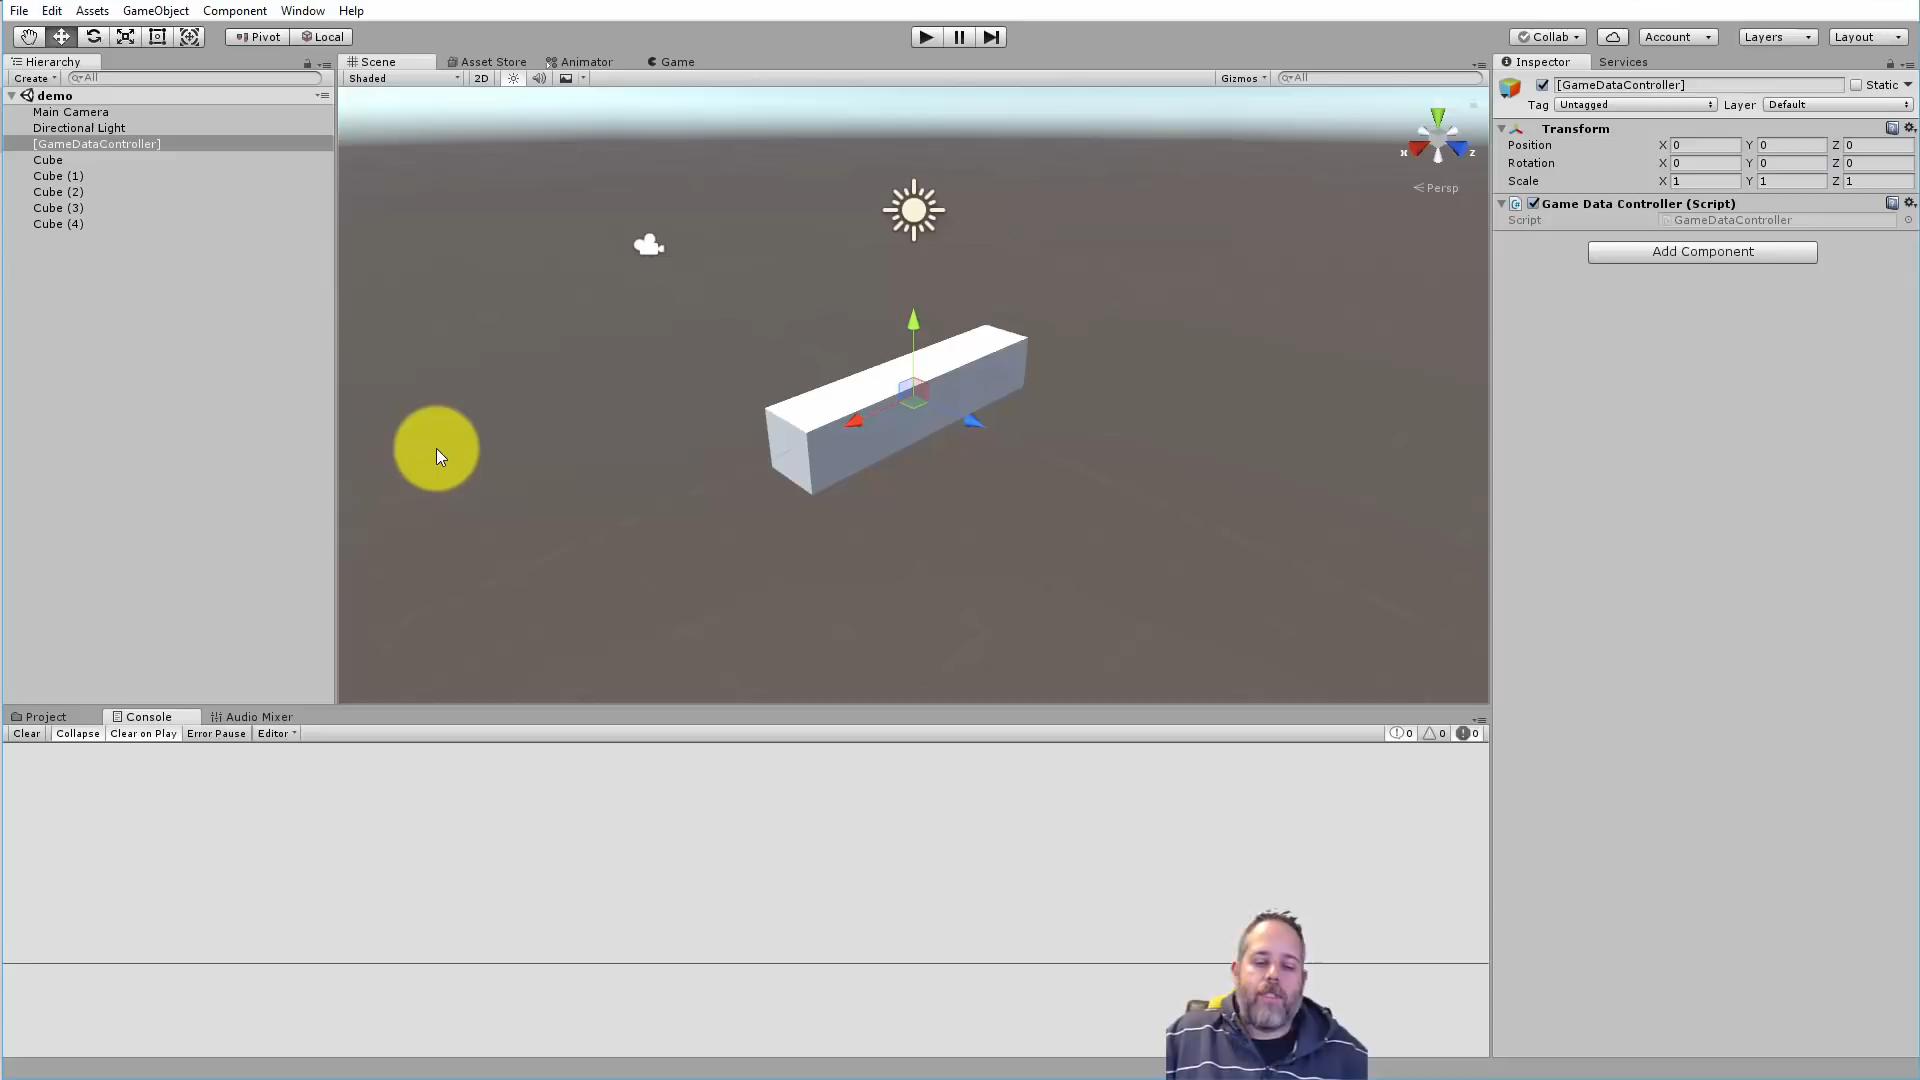 File Edit Assets GameObject Component Window Help
Pivot Local Collab Account Layers Layout
Hierarchy Scene Asset Store Animator Game Inspector Services
Create All Shaded 2D Gizmos All
demo
Main Camera
Directional Light
[GameDataController]
Cube
Cube (1)
Cube (2)
Cube (3)
Cube (4)
x z
Persp
[GameDataController] Static
Tag Untagged Layer Default
Transform
Position X 0 Y 0 Z 0
Rotation X 0 Y 0 Z 0
Scale X 1 Y 1 Z 1
Game Data Controller (Script)
Script GameDataController
Add Component
Project Console Audio Mixer
Clear Collapse Clear on Play Error Pause Editor 0 0 0